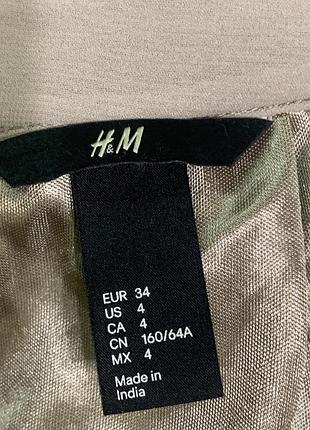 H&M
EUR 34
US 4
CA 4
CN 160/64A
MX 4
Made in
India